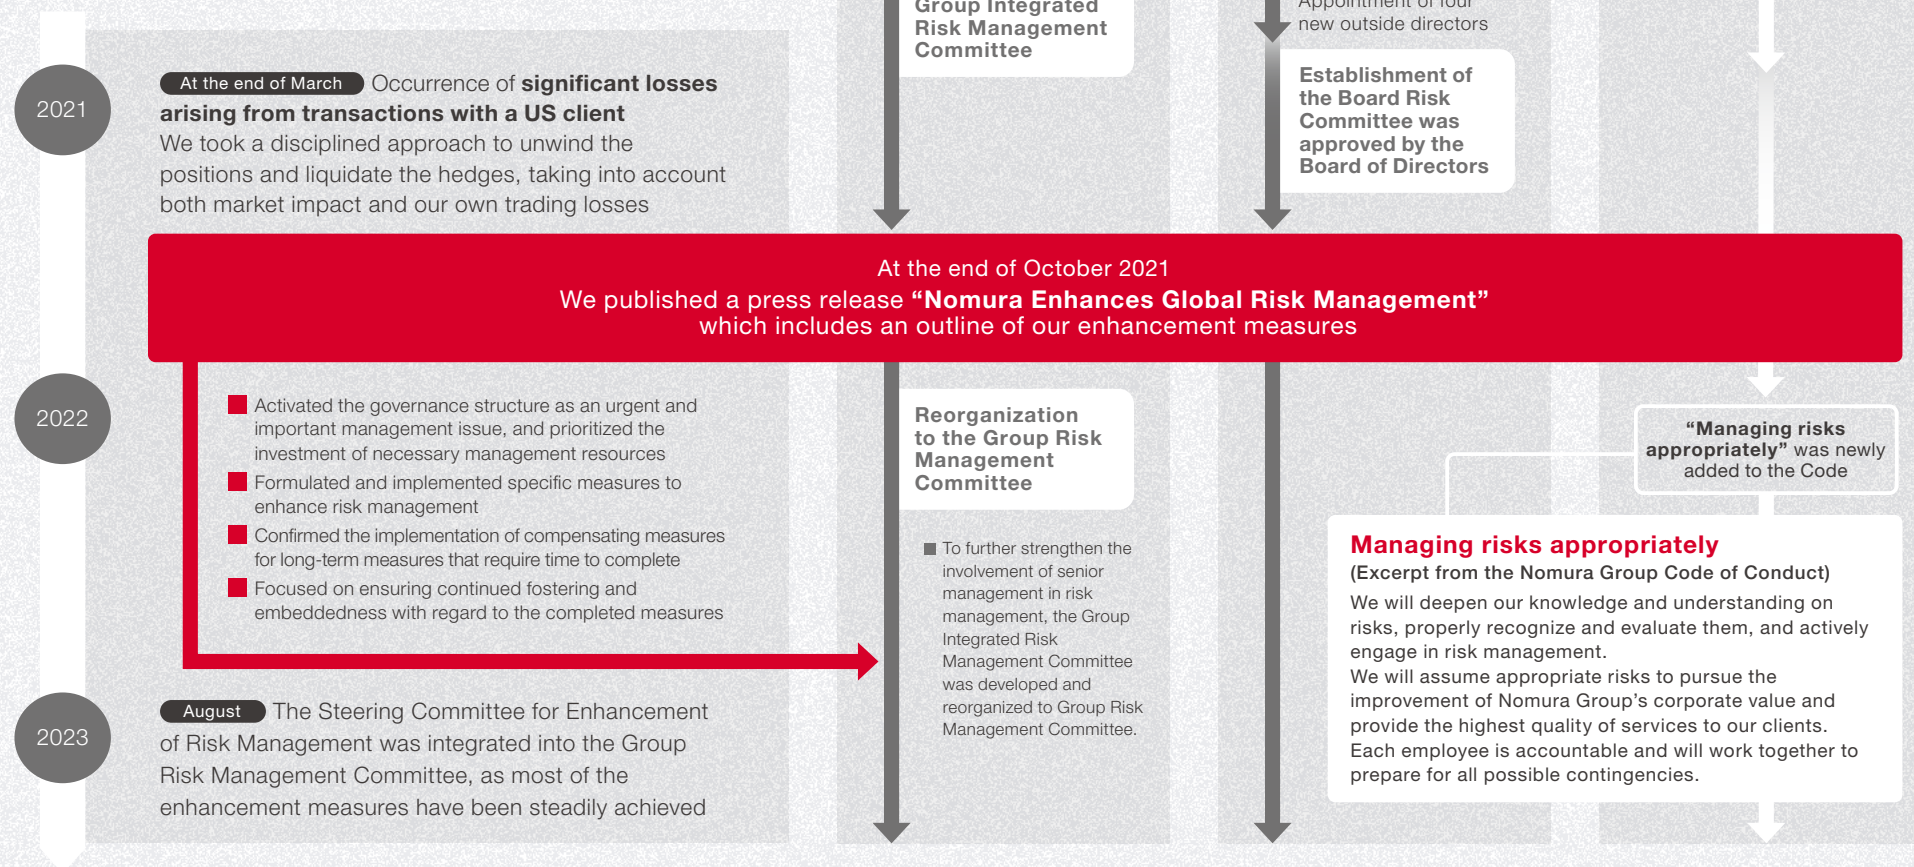 Group Integrated
Risk Management
Committee
Appointment of four
new outside directors
2021
At the end of March Occurrence of significant losses
arising from transactions with a US client
We took a disciplined approach to unwind the
positions and liquidate the hedges, taking into account
both market impact and our own trading losses
Establishment of
the Board Risk
Committee was
approved by the
Board of Directors
At the end of October 2021
We published a press release “Nomura Enhances Global Risk Management”
which includes an outline of our enhancement measures
2022
Activated the governance structure as an urgent and
important management issue, and prioritized the
investment of necessary management resources
Formulated and implemented specific measures to
enhance risk management
Confirmed the implementation of compensating measures
for long-term measures that require time to complete
Focused on ensuring continued fostering and
embeddedness with regard to the completed measures
Reorganization
to the Group Risk
Management
Committee
To further strengthen the
involvement of senior
management in risk
management, the Group
Integrated Risk
Management Committee
was developed and
reorganized to Group Risk
Management Committee.
“Managing risks
appropriately” was newly
added to the Code
Managing risks appropriately
(Excerpt from the Nomura Group Code of Conduct)
We will deepen our knowledge and understanding on
risks, properly recognize and evaluate them, and actively
engage in risk management.
We will assume appropriate risks to pursue the
improvement of Nomura Group’s corporate value and
provide the highest quality of services to our clients.
Each employee is accountable and will work together to
prepare for all possible contingencies.
2023
August The Steering Committee for Enhancement
of Risk Management was integrated into the Group
Risk Management Committee, as most of the
enhancement measures have been steadily achieved